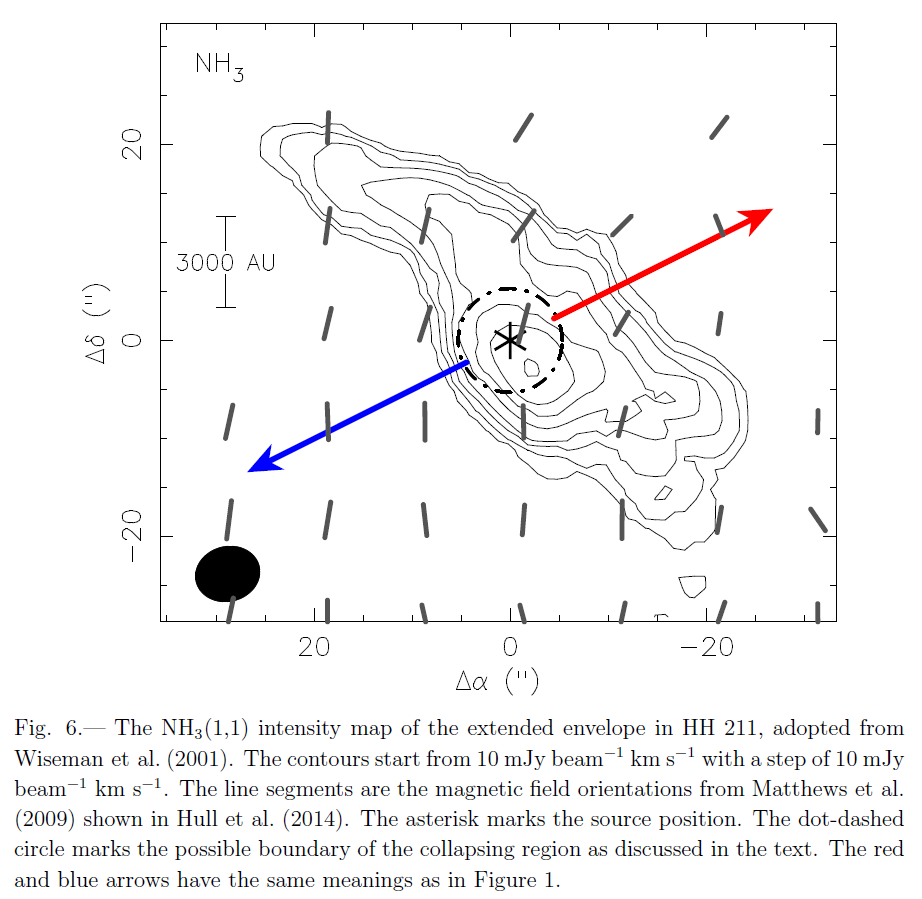 NH₃
20
3000 AU
Δδ (")
0
−20
20
0
−20
Δα (")
Fig. 6.— The NH₃(1,1) intensity map of the extended envelope in HH 211, adopted from
Wiseman et al. (2001). The contours start from 10 mJy beam⁻¹ km s⁻¹ with a step of 10 mJy
beam⁻¹ km s⁻¹. The line segments are the magnetic field orientations from Matthews et al.
(2009) shown in Hull et al. (2014). The asterisk marks the source position. The dot-dashed
circle marks the possible boundary of the collapsing region as discussed in the text. The red
and blue arrows have the same meanings as in Figure 1.